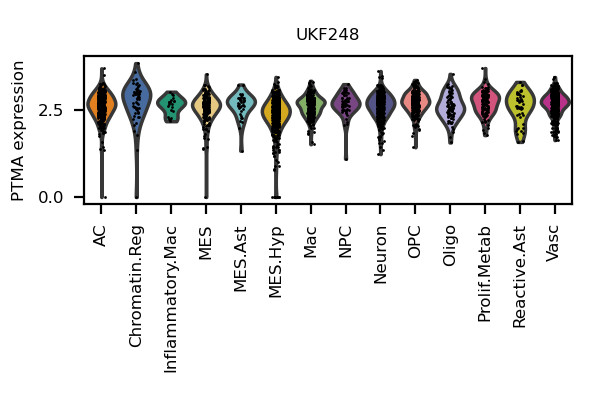 UKF248
PTMA expression
2.5
0.0
AC
Chromatin.Reg
Inflammatory.Mac
MES
MES.Ast
MES.Hyp
Mac
NPC
Neuron
OPC
Oligo
Prolif.Metab
Reactive.Ast
Vasc